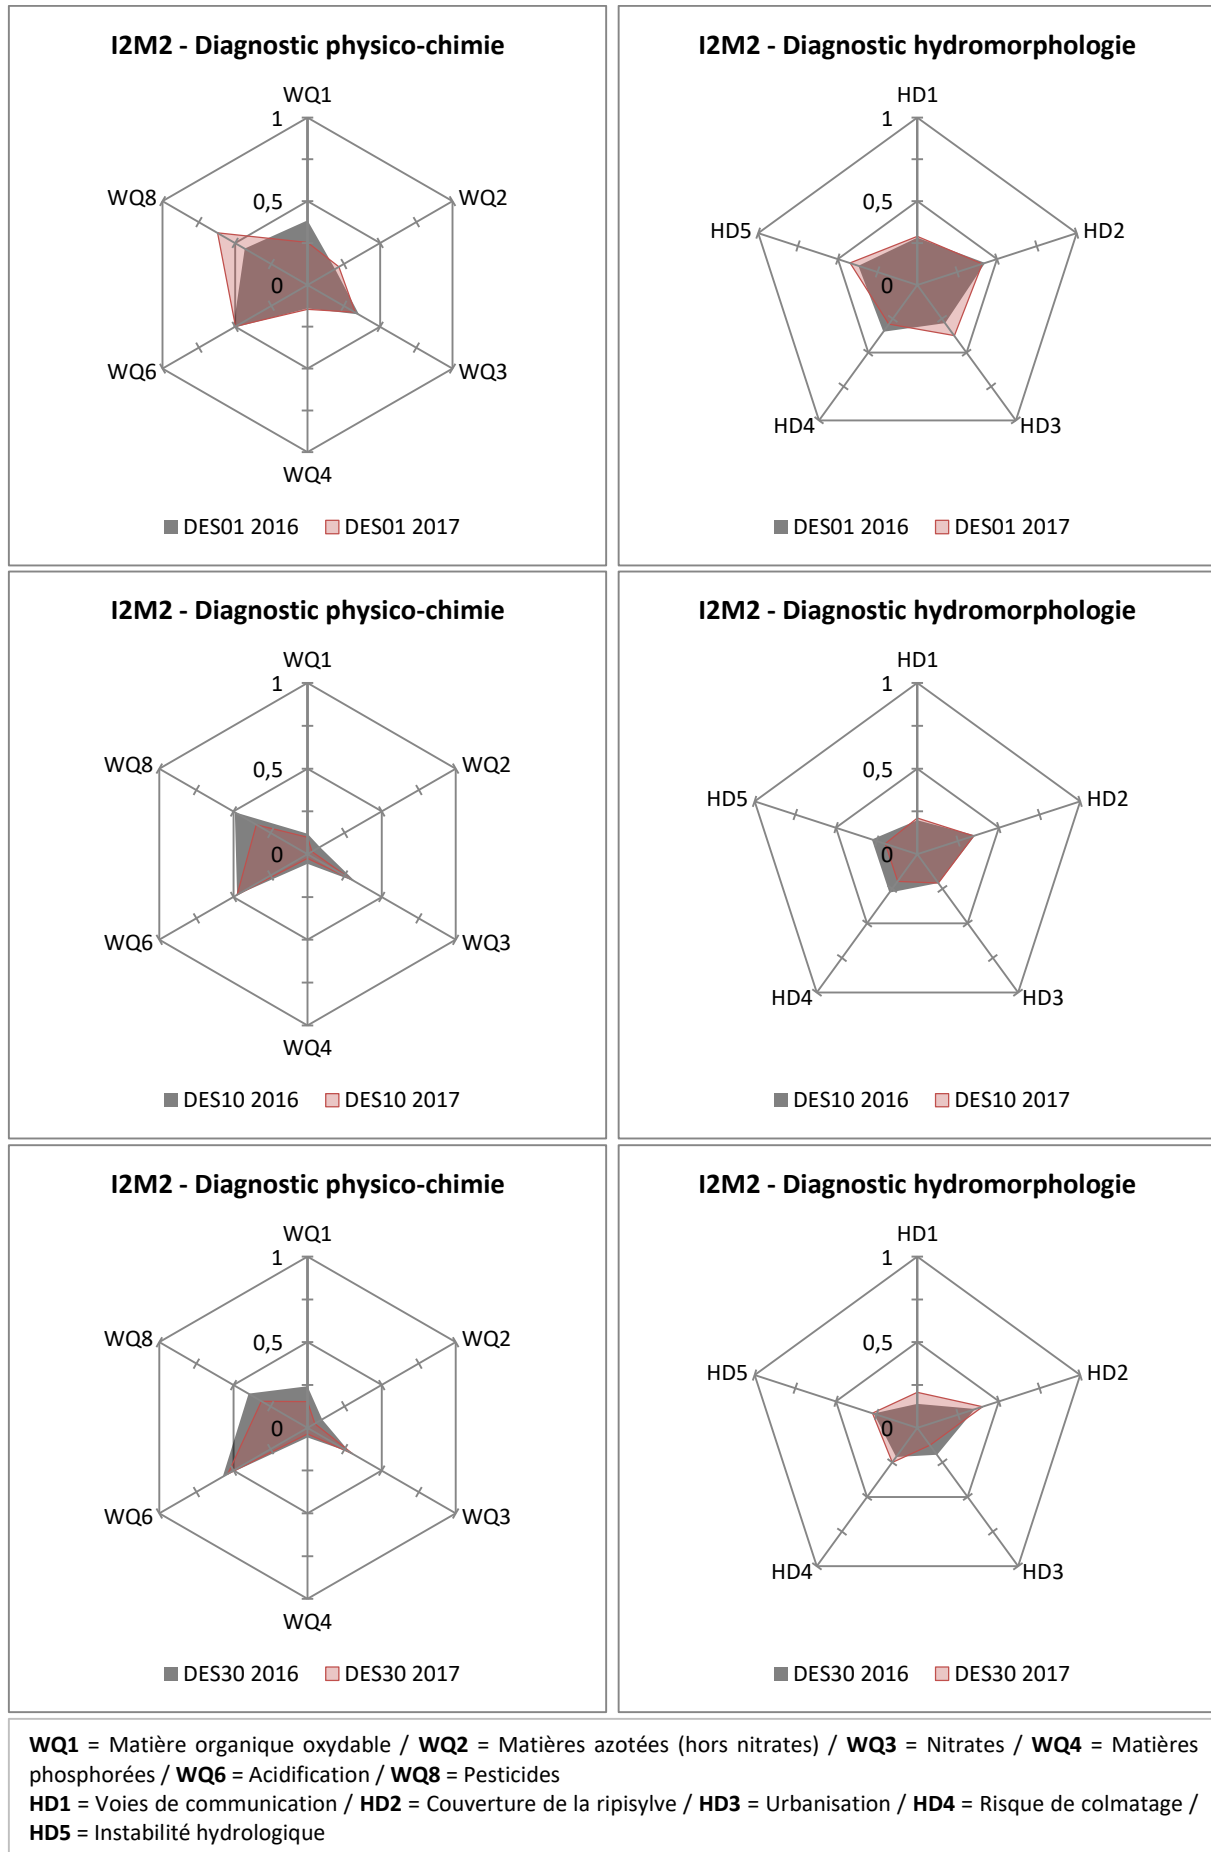 I2M2 - Diagnostic physico-chimie
WQ1
1
WQ8
WQ2
0,5
0
WQ6
WQ3
WQ4
DES01 2016 DES01 2017
I2M2 - Diagnostic hydromorphologie
HD1
1
0,5
HD5
HD2
0
HD4
HD3
DES01 2016 DES01 2017
I2M2 - Diagnostic physico-chimie
WQ1
1
WQ8
0,5
WQ2
0
WQ6
WQ3
WQ4
DES10 2016 DES10 2017
I2M2 - Diagnostic hydromorphologie
HD1
1
0,5
HD5
HD2
0
HD4
HD3
DES10 2016 DES10 2017
I2M2 - Diagnostic physico-chimie
WQ1
1
WQ8
0,5
WQ2
0
WQ6
WQ3
WQ4
DES30 2016 DES30 2017
I2M2 - Diagnostic hydromorphologie
HD1
1
0,5
HD5
HD2
0
HD4
HD3
DES30 2016 DES30 2017
WQ1 = Matière organique oxydable / WQ2 = Matières azotées (hors nitrates) / WQ3 = Nitrates / WQ4 = Matières
phosphorées / WQ6 = Acidification / WQ8 = Pesticides
HD1 = Voies de communication / HD2 = Couverture de la ripisylve / HD3 = Urbanisation / HD4 = Risque de colmatage /
HD5 = Instabilité hydrologique